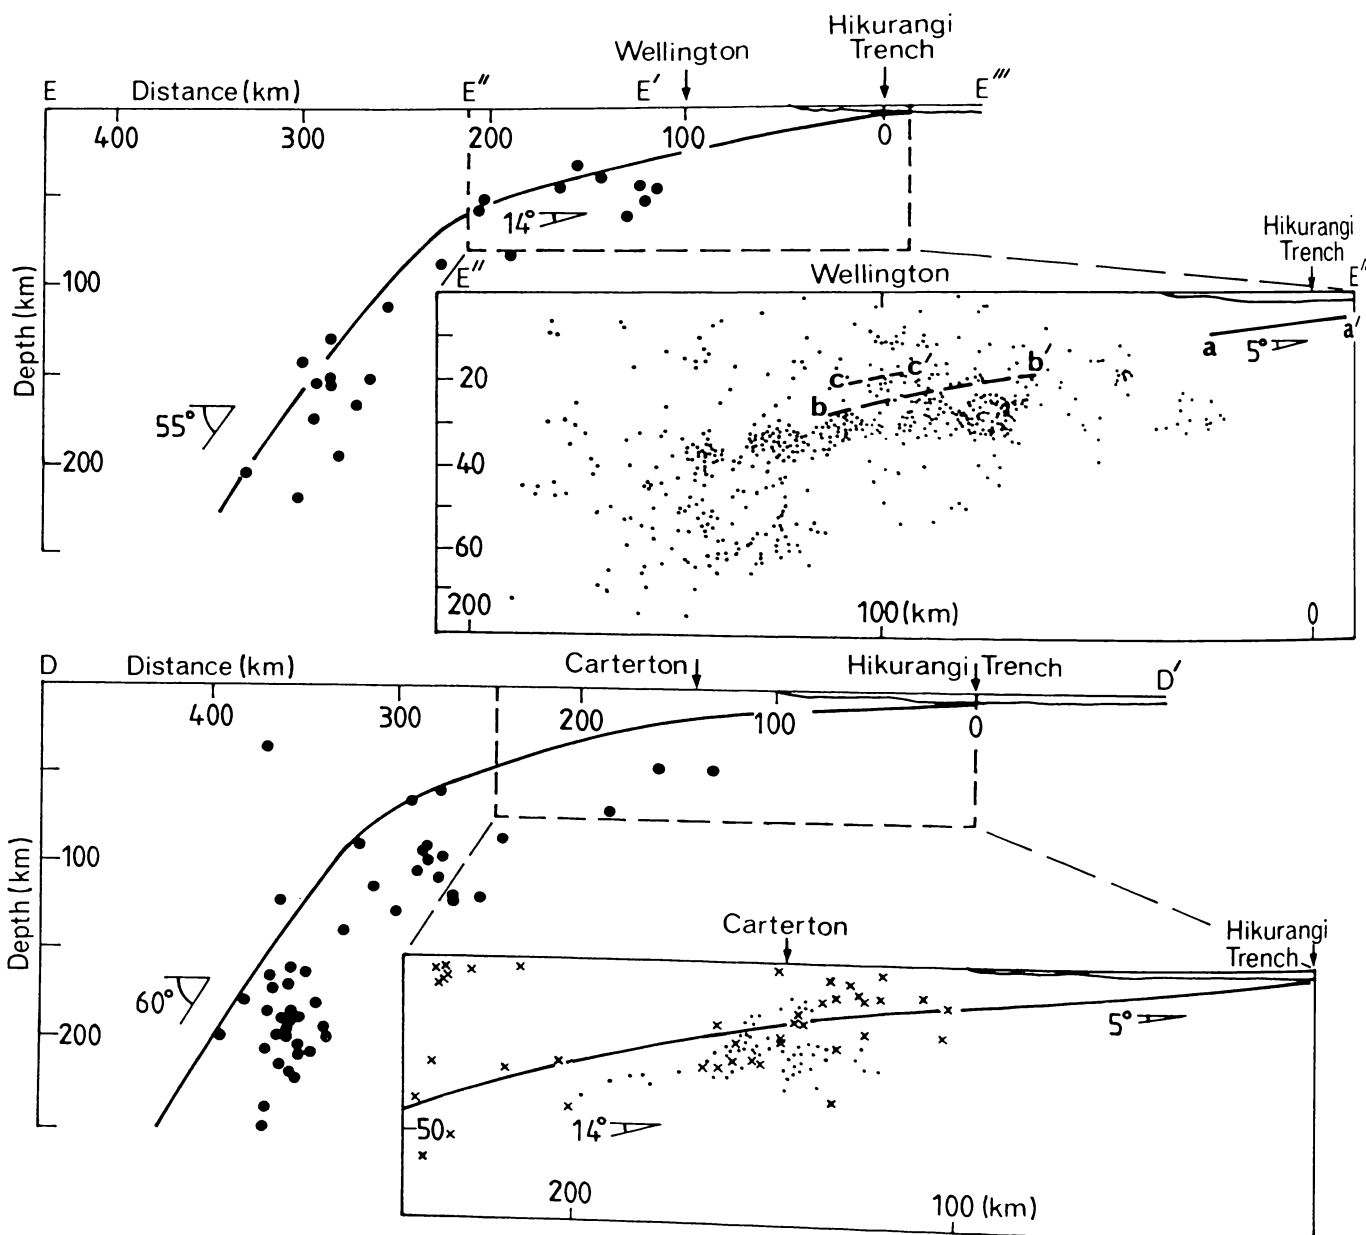 Hikurangi
Trench
Wellington
E Distance (km) E″ E′ E‴
400 300 200 100 0
14°
Hikurangi
Trench
100
E″ Wellington E″
a a′
5°
c c′ b′
20
b
55°
200
40
60
200 100 (km) 0
Depth (km)
D Distance (km) Carterton Hikurangi Trench D′
400 300 200 100 0
100
Carterton
Hikurangi
Trench
60°
200
5°
50
14°
200 100 (km)
Depth (km)